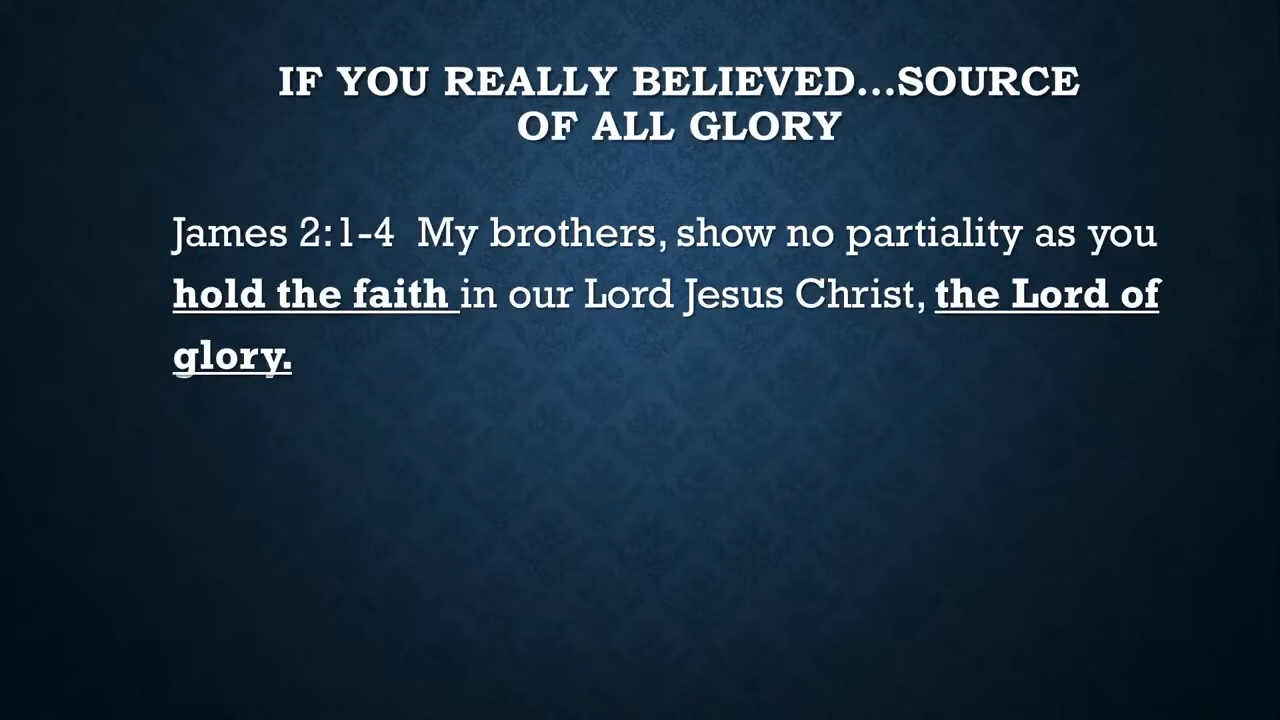 IF YOU REALLY BELIEVED...SOURCE
OF ALL GLORY
James 2:1-4  My brothers, show no partiality as you
hold the faith in our Lord Jesus Christ, the Lord of
glory.